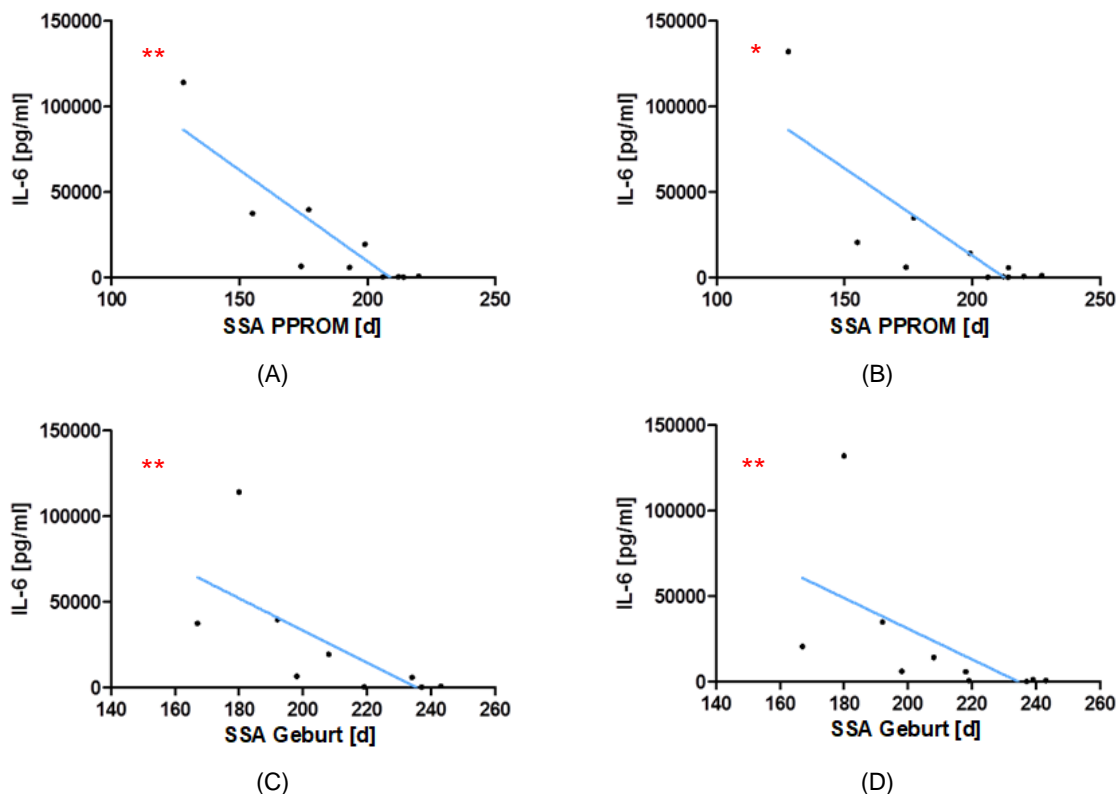 150000
**
100000
50000
0
IL-6 [pg/ml]
100 150 200 250
SSA PPROM [d]
(A)
150000
*
100000
50000
0
IL-6 [pg/ml]
100 150 200 250
SSA PPROM [d]
(B)
150000
**
100000
50000
0
IL-6 [pg/ml]
140 160 180 200 220 240 260
SSA Geburt [d]
(C)
150000
**
100000
50000
0
IL-6 [pg/ml]
140 160 180 200 220 240 260
SSA Geburt [d]
(D)